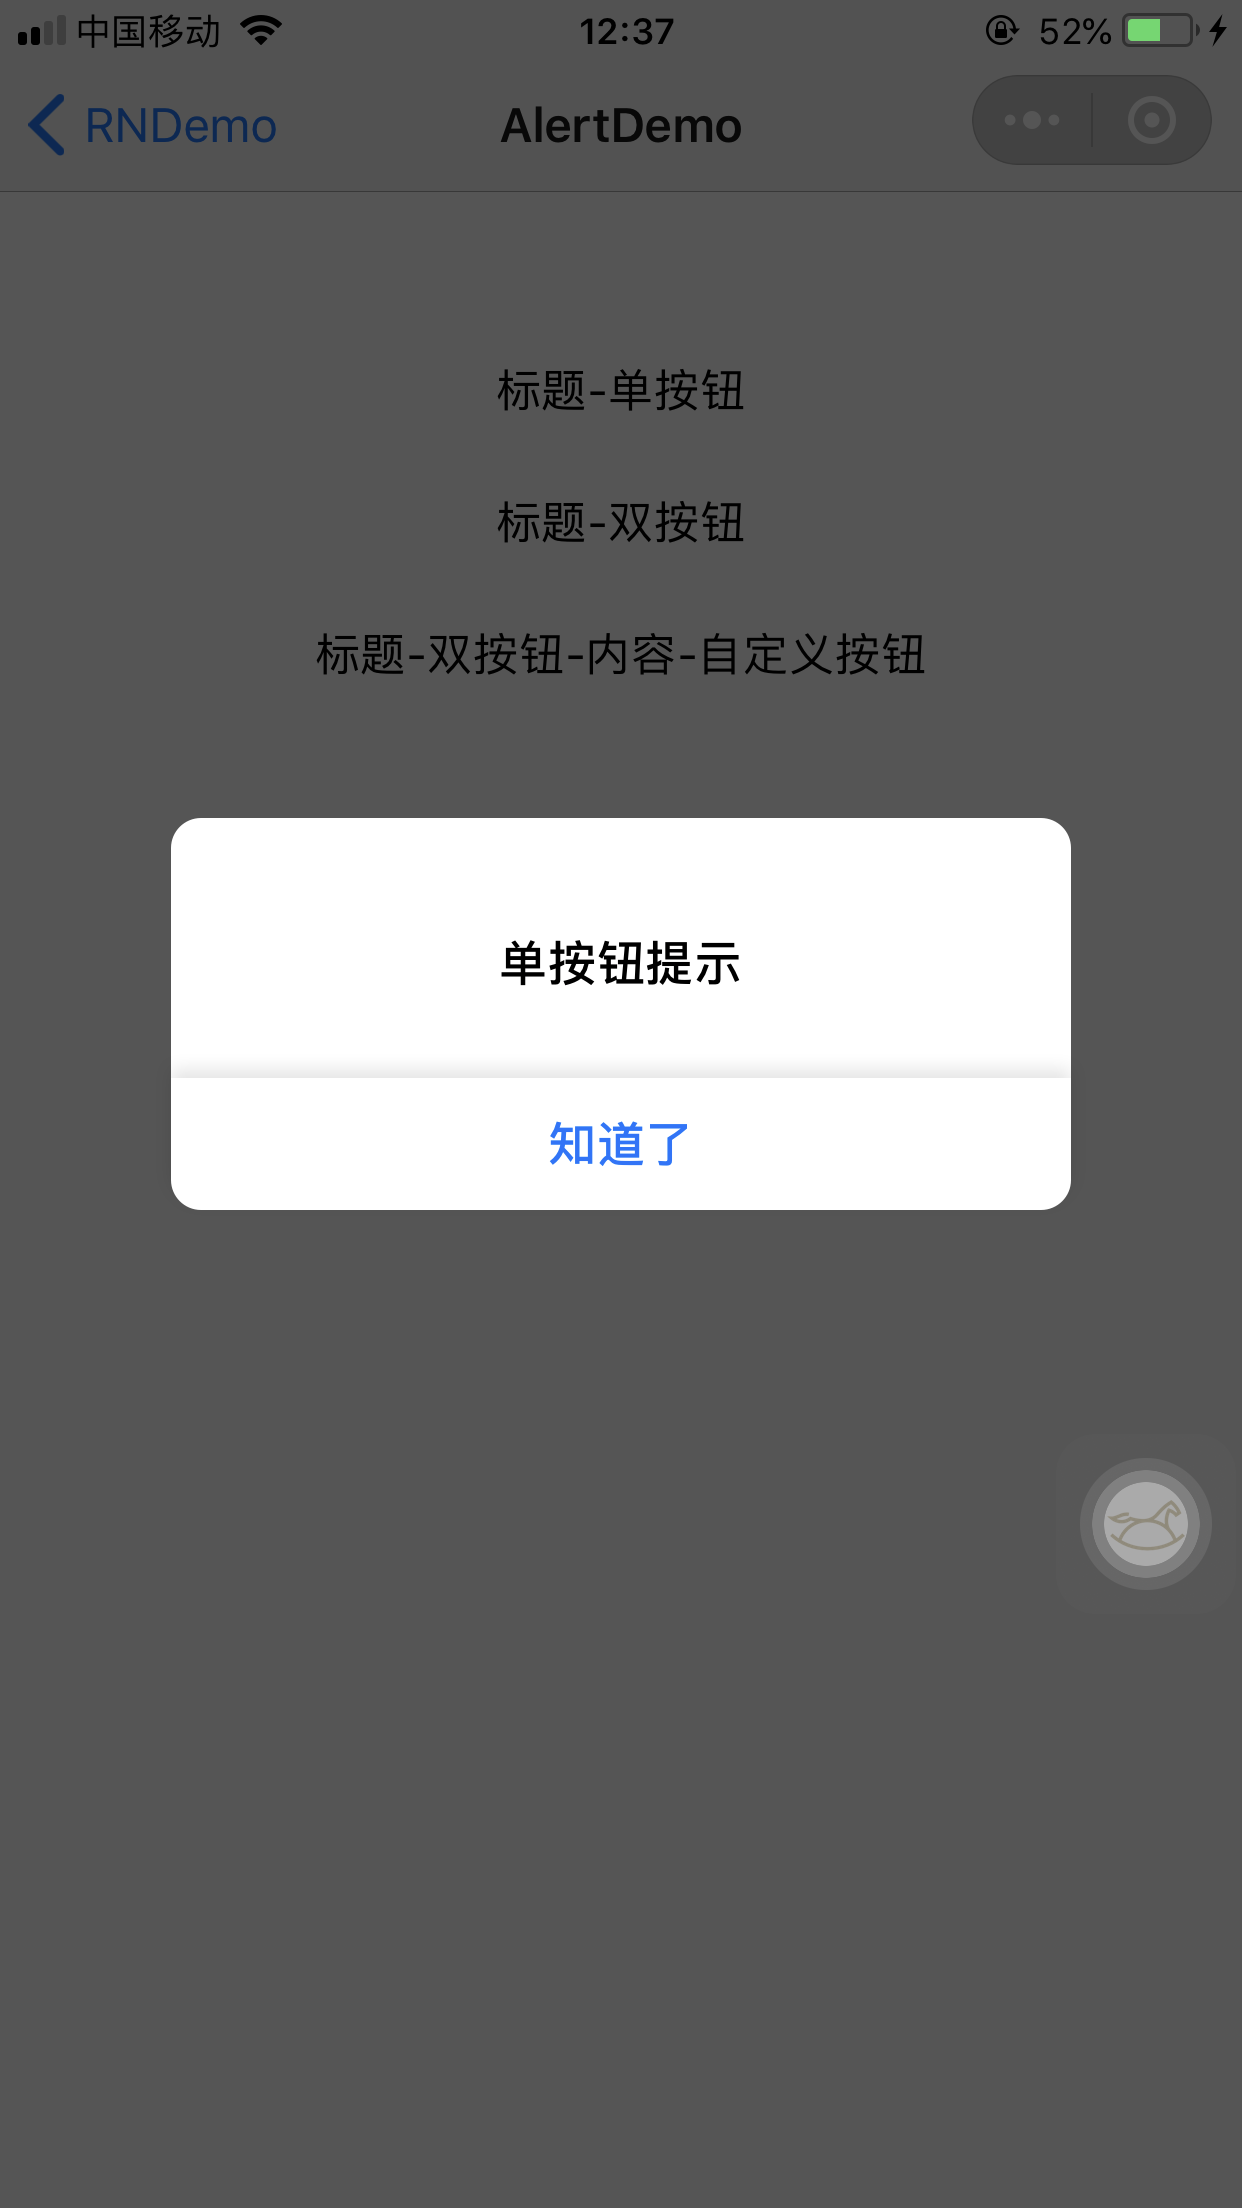 中国移动 12:37 52%
RNDemo AlertDemo
标题-单按钮
标题-双按钮
标题-双按钮-内容-自定义按钮
单按钮提示
知道了